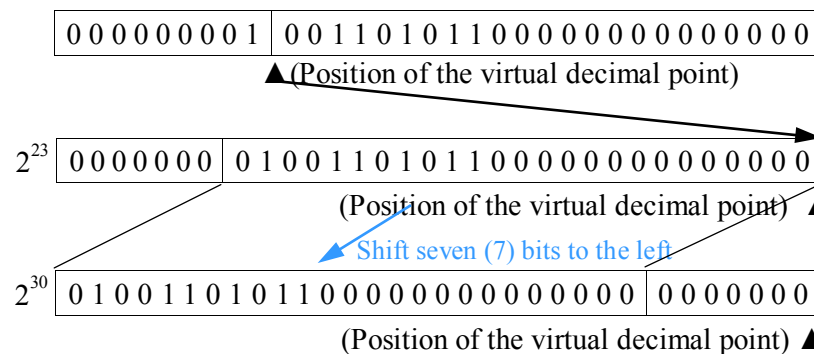 0 0 0 0 0 0 0 0 1 0 0 1 1 0 1 0 1 1 0 0 0 0 0 0 0 0 0 0 0 0 0 0
▲(Position of the virtual decimal point)
2²³ 0 0 0 0 0 0 0 0 1 0 0 1 1 0 1 0 1 1 0 0 0 0 0 0 0 0 0 0 0 0 0 0
(Position of the virtual decimal point) ▲
Shift seven (7) bits to the left
2³⁰ 0 1 0 0 1 1 0 1 0 1 1 0 0 0 0 0 0 0 0 0 0 0 0 0 0 0 0 0 0 0 0 0
(Position of the virtual decimal point) ▲